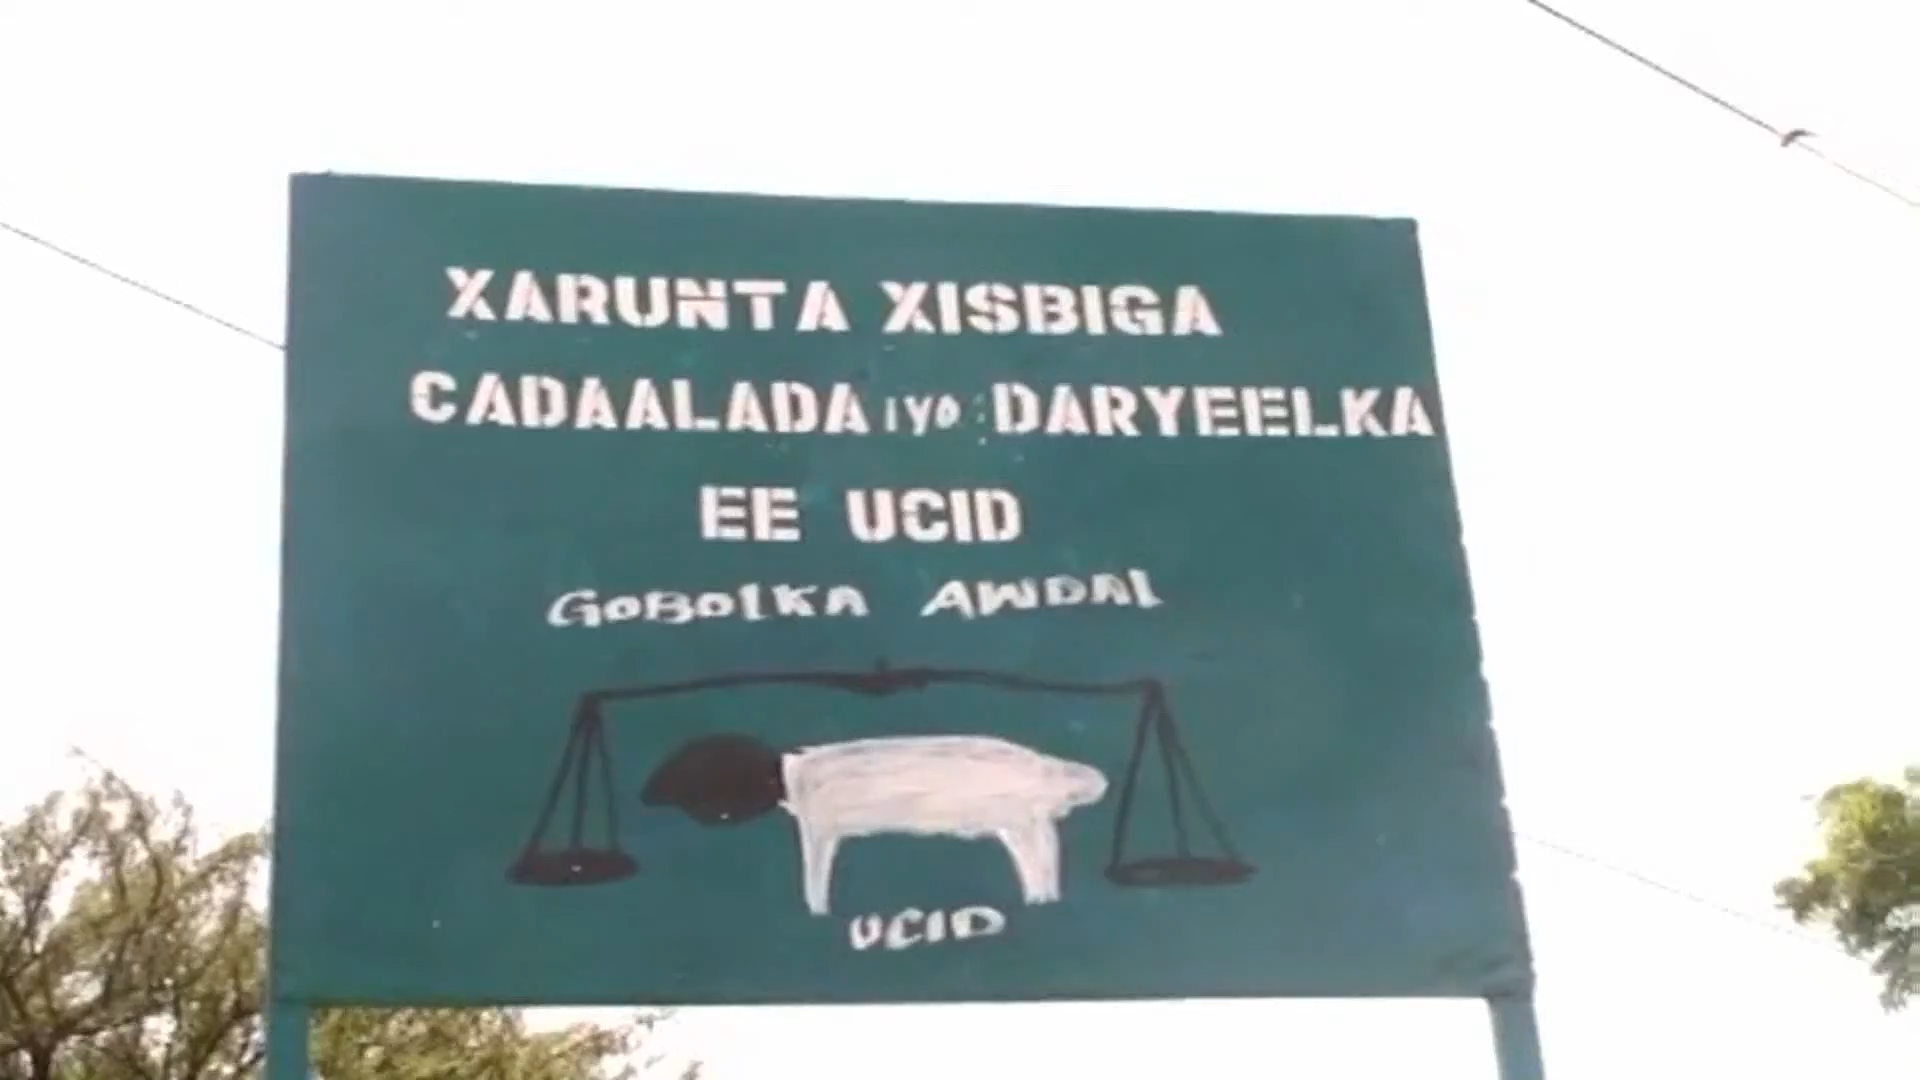 XARUNTA XISBIGA
CADAALADA iyo DARYEELKA
EE UCID
GOBOLKA AWDAL
UCID